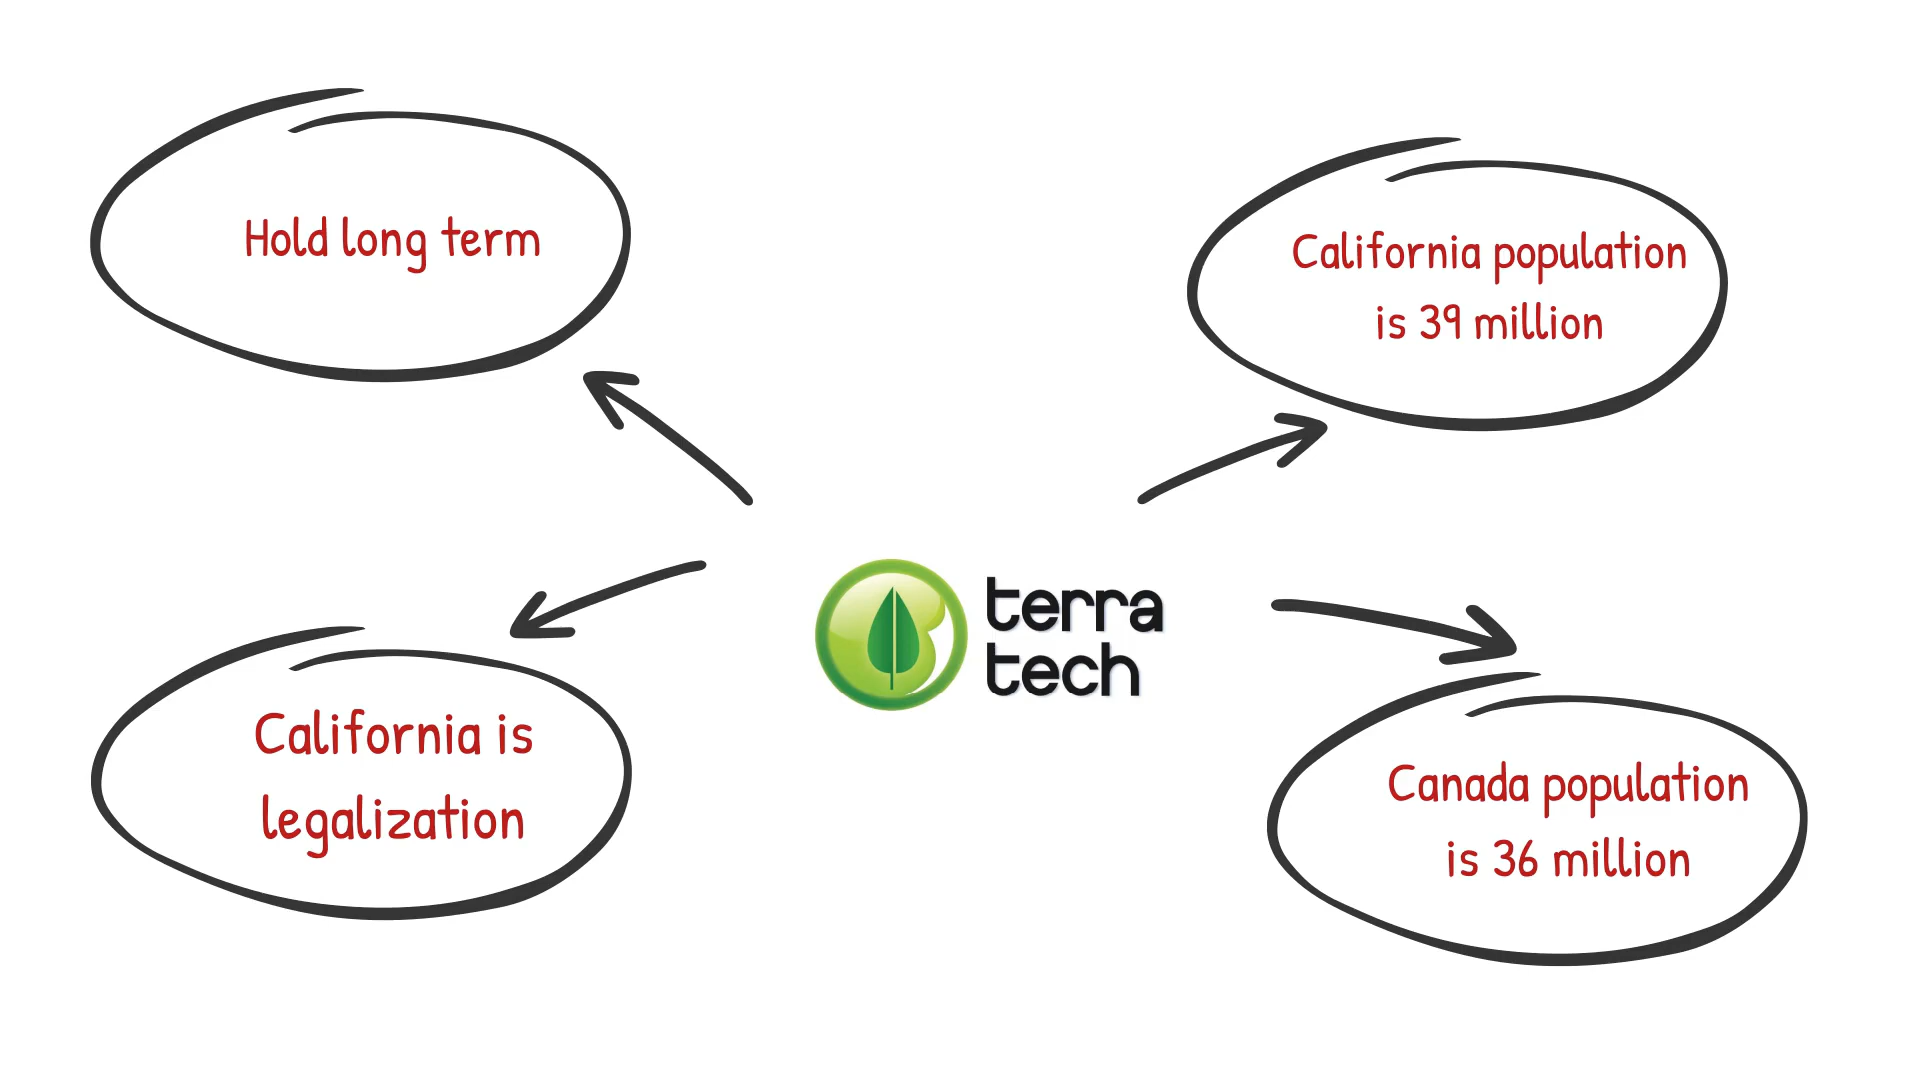 Hold long term
California population
is 39 million
terra
tech
California is
legalization
Canada population
is 36 million